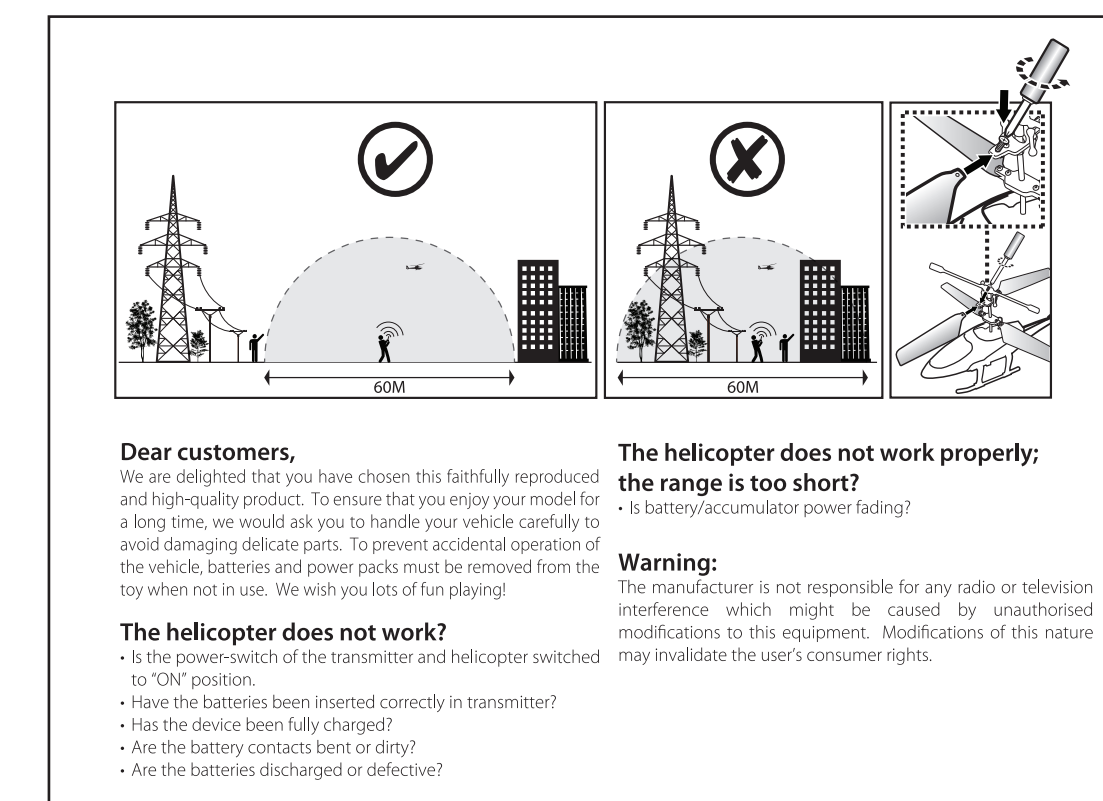 60M
60M
Dear customers,
We are delighted that you have chosen this faithfully reproduced
and high-quality product. To ensure that you enjoy your model for
a long time, we would ask you to handle your vehicle carefully to
avoid damaging delicate parts. To prevent accidental operation of
the vehicle, batteries and power packs must be removed from the
toy when not in use. We wish you lots of fun playing!
The helicopter does not work?
• Is the power-switch of the transmitter and helicopter switched
to “ON” position.
• Have the batteries been inserted correctly in transmitter?
• Has the device been fully charged?
• Are the battery contacts bent or dirty?
• Are the batteries discharged or defective?
The helicopter does not work properly;
the range is too short?
• Is battery/accumulator power fading?
Warning:
The manufacturer is not responsible for any radio or television
interference which might be caused by unauthorised
modifications to this equipment. Modifications of this nature
may invalidate the user’s consumer rights.